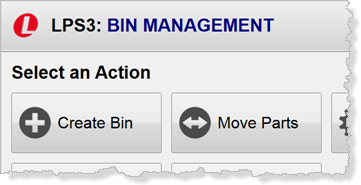 LPS3: BIN MANAGEMENT
Select an Action
Create Bin
Move Parts